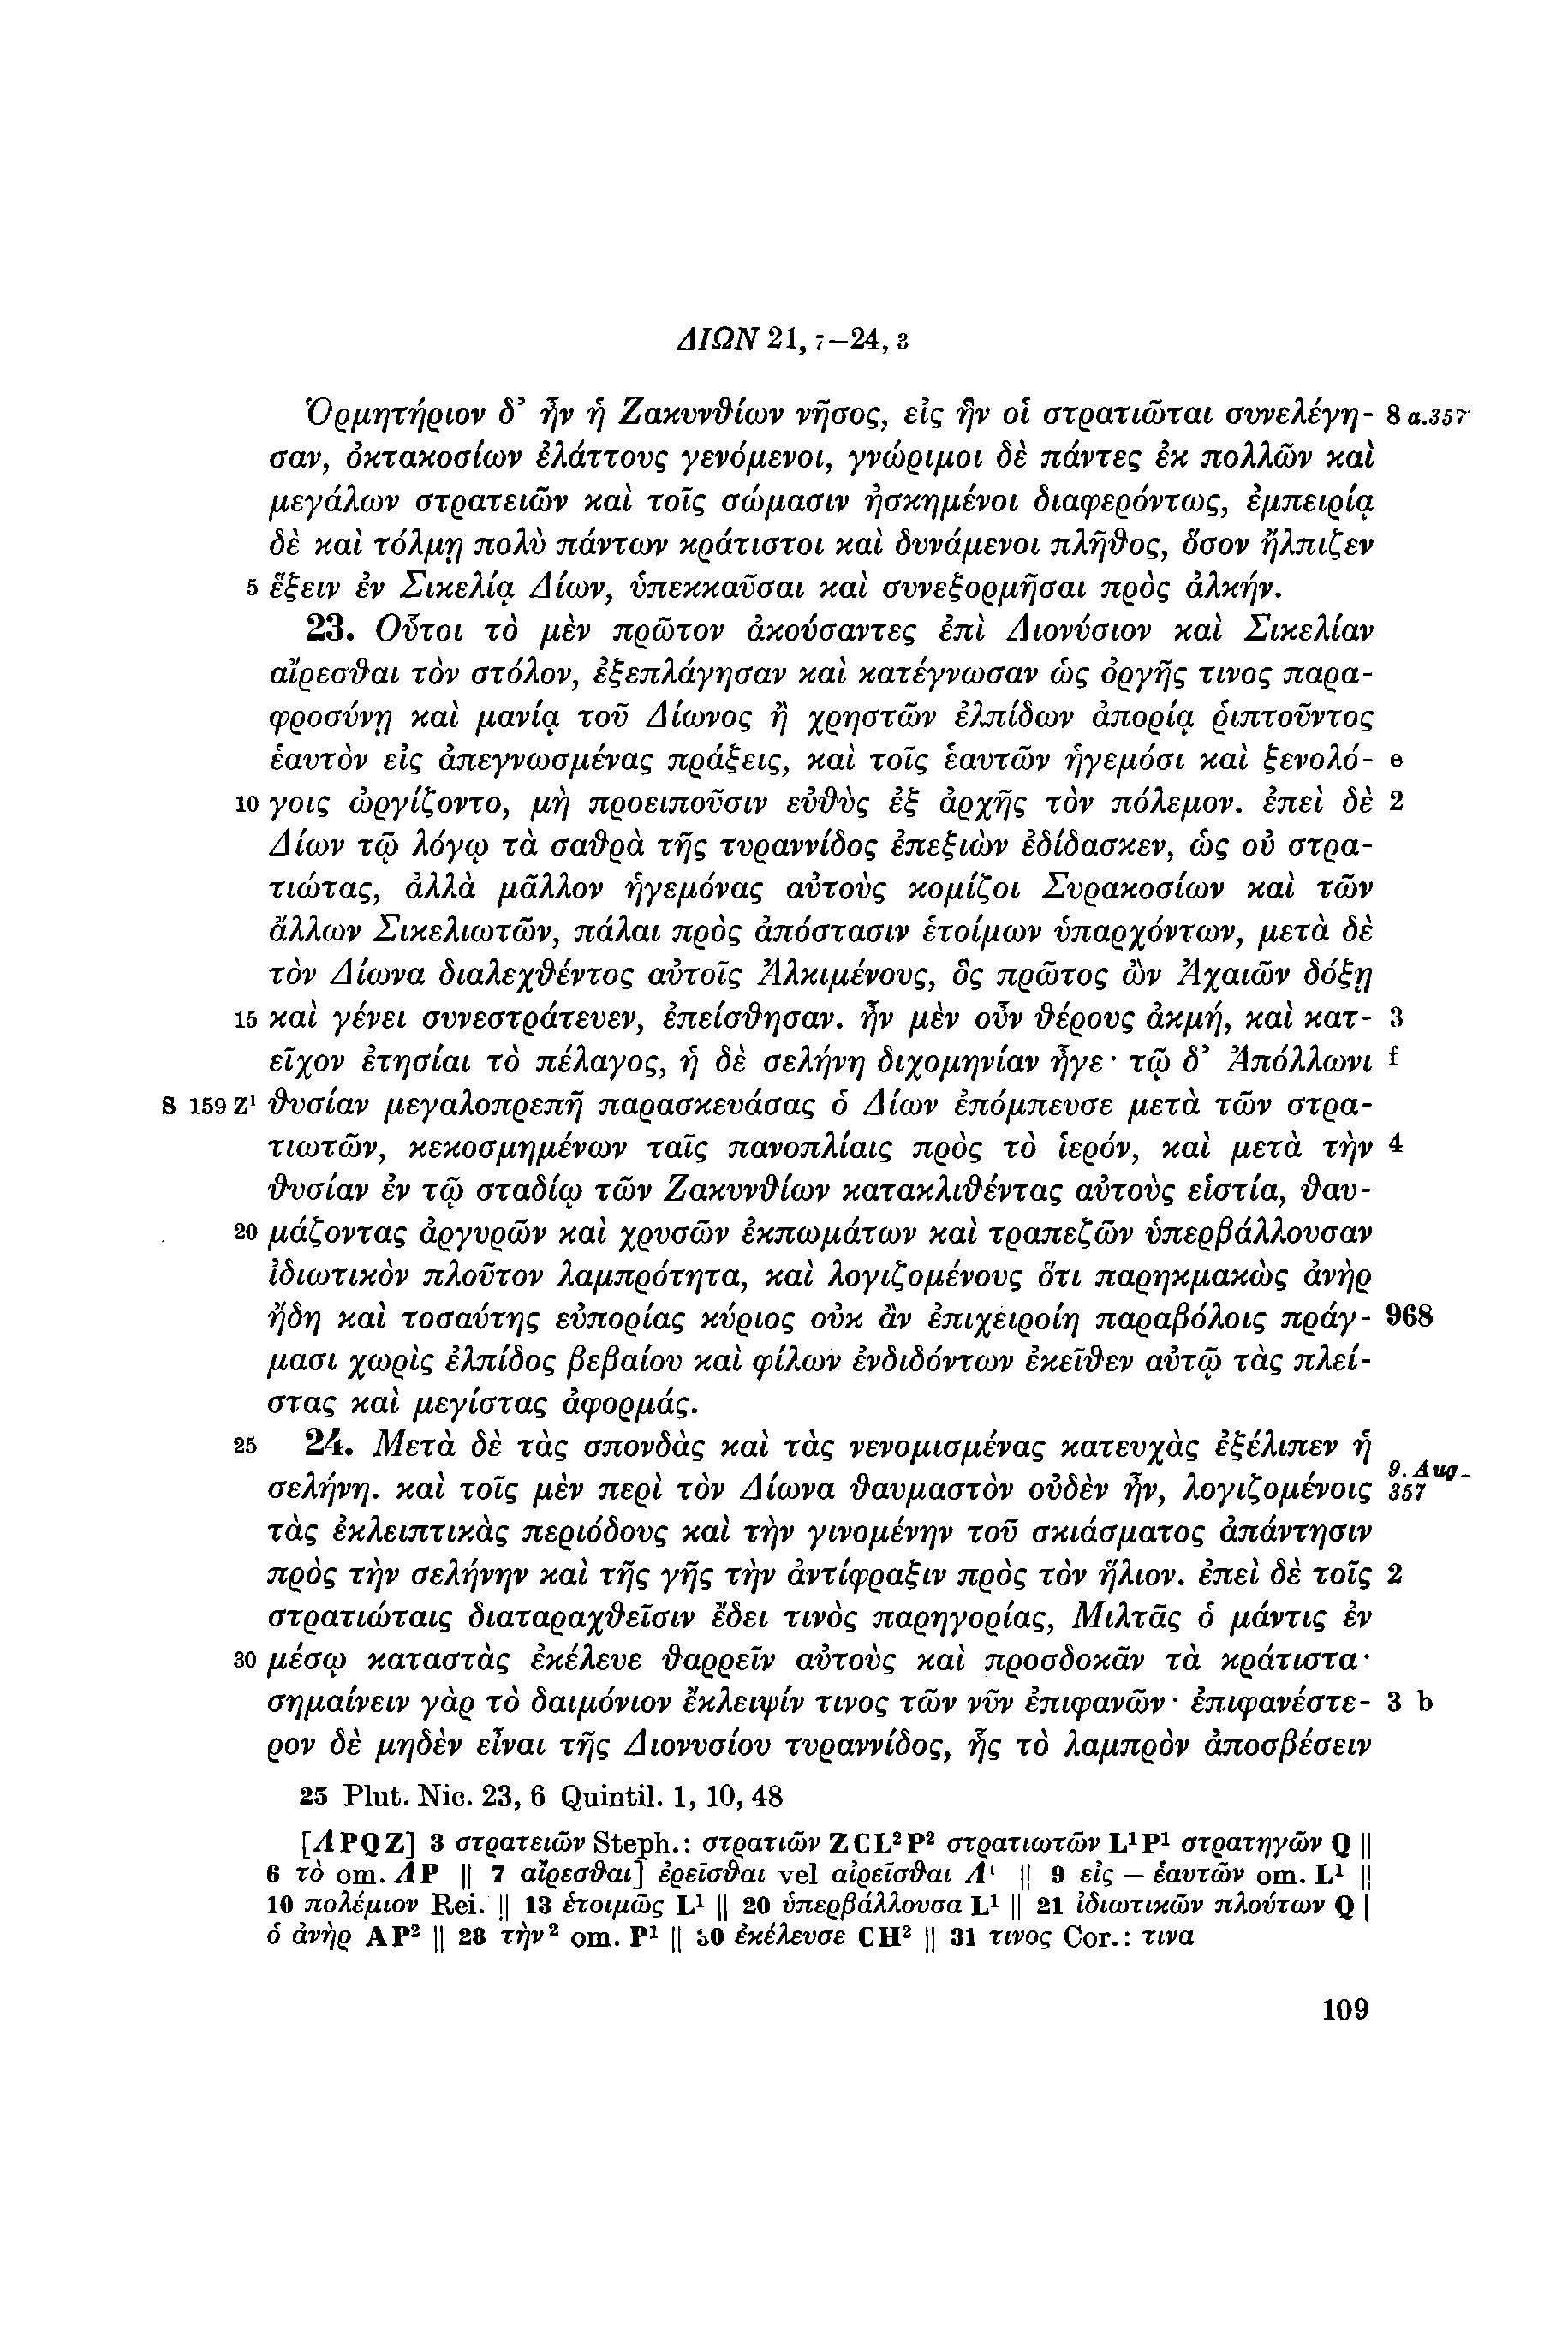 ΔΙΩΝ 21, 7–24, 3
Ὁρμητήριον δ’ ἦν ἡ Ζακυνθίων νῆσος, εἰς ἣν οἱ στρατιῶται συνελέγη- 8 a.357
σαν, ὀκτακοσίων ἐλάττους γενόμενοι, γνώριμοι δὲ πάντες ἐκ πολλῶν καὶ
μεγάλων στρατειῶν καὶ τοῖς σώμασιν ἠσκημένοι διαφερόντως, ἐμπειρίᾳ
δὲ καὶ τόλμῃ πολὺ πάντων κράτιστοι καὶ δυνάμενοι πλῆθος, ὅσον ἤλπιζεν
5 ἕξειν ἐν Σικελίᾳ Δίων, ὑπεκκαῦσαι καὶ συνεξορμῆσαι πρὸς ἀλκήν.
23. Οὗτοι τὸ μὲν πρῶτον ἀκούσαντες ἐπὶ Διονύσιον καὶ Σικελίαν
αἴρεσθαι τὸν στόλον, ἐξεπλάγησαν καὶ κατέγνωσαν ὡς ὀργῆς τινος παρα-
φροσύνῃ καὶ μανίᾳ τοῦ Δίωνος ἢ χρηστῶν ἐλπίδων ἀπορίᾳ ῥιπτοῦντος
ἑαυτὸν εἰς ἀπεγνωσμένας πράξεις, καὶ τοῖς ἑαυτῶν ἡγεμόσι καὶ ξενολό- e
10 γοις ὠργίζοντο, μὴ προειποῦσιν εὐθὺς ἐξ ἀρχῆς τὸν πόλεμον. ἐπεὶ δὲ 2
Δίων τῷ λόγῳ τὰ σαθρὰ τῆς τυραννίδος ἐπεξιὼν ἐδίδασκεν, ὡς οὐ στρα-
τιώτας, ἀλλὰ μᾶλλον ἡγεμόνας αὐτοὺς κομίζοι Συρακοσίων καὶ τῶν
ἄλλων Σικελιωτῶν, πάλαι πρὸς ἀπόστασιν ἑτοίμων ὑπαρχόντων, μετὰ δὲ
τὸν Δίωνα διαλεχθέντος αὐτοῖς Ἀλκιμένους, ὃς πρῶτος ὢν Ἀχαιῶν δόξῃ
15 καὶ γένει συνεστράτευεν, ἐπείσθησαν. ἦν μὲν οὖν θέρους ἀκμή, καὶ κατ- 3
εῖχον ἐτησίαι τὸ πέλαγος, ἡ δὲ σελήνη διχομηνίαν ἦγε· τῷ δ’ Ἀπόλλωνι f
S 159 Z¹ θυσίαν μεγαλοπρεπῆ παρασκευάσας ὁ Δίων ἐπόμπευσε μετὰ τῶν στρα-
τιωτῶν, κεκοσμημένων ταῖς πανοπλίαις πρὸς τὸ ἱερόν, καὶ μετὰ τὴν 4
θυσίαν ἐν τῷ σταδίῳ τῶν Ζακυνθίων κατακλιθέντας αὐτοὺς εἱστία, θαυ-
20 μάζοντας ἀργυρῶν καὶ χρυσῶν ἐκπωμάτων καὶ τραπεζῶν ὑπερβάλλουσαν
ἰδιωτικὸν πλοῦτον λαμπρότητα, καὶ λογιζομένους ὅτι παρηκμακὼς ἀνὴρ
ἤδη καὶ τοσαύτης εὐπορίας κύριος οὐκ ἂν ἐπιχειροίη παραβόλοις πράγ- 968
μασι χωρὶς ἐλπίδος βεβαίου καὶ φίλων ἐνδιδόντων ἐκεῖθεν αὐτῷ τὰς πλεί-
στας καὶ μεγίστας ἀφορμάς.
25 24. Μετὰ δὲ τὰς σπονδὰς καὶ τὰς νενομισμένας κατευχὰς ἐξέλιπεν ἡ
σελήνη. καὶ τοῖς μὲν περὶ τὸν Δίωνα θαυμαστὸν οὐδὲν ἦν, λογιζομένοις 9. Aug. 357
τὰς ἐκλειπτικὰς περιόδους καὶ τὴν γινομένην τοῦ σκιάσματος ἀπάντησιν
πρὸς τὴν σελήνην καὶ τῆς γῆς τὴν ἀντίφραξιν πρὸς τὸν ἥλιον. ἐπεὶ δὲ τοῖς 2
στρατιώταις διαταραχθεῖσιν ἔδει τινὸς παρηγορίας, Μιλτᾶς ὁ μάντις ἐν
30 μέσῳ καταστὰς ἐκέλευε θαρρεῖν αὐτοὺς καὶ προσδοκᾶν τὰ κράτιστα·
σημαίνειν γὰρ τὸ δαιμόνιον ἔκλειψίν τινος τῶν νῦν ἐπιφανῶν· ἐπιφανέστε- 3 b
ρον δὲ μηδὲν εἶναι τῆς Διονυσίου τυραννίδος, ἧς τὸ λαμπρὸν ἀποσβέσειν
25 Plut. Nic. 23, 6 Quintil. 1, 10, 48
[ΛPQZ] 3 στρατειῶν Steph.: στρατιῶν ZCL²P² στρατιωτῶν L¹P¹ στρατηγῶν Q ||
6 τὸ om. ΛP || 7 αἴρεσθαι] ἐρεῖσθαι vel αἱρεῖσθαι Λ¹ || 9 εἰς – ἑαυτῶν om. L¹ ||
10 πολέμιον Rei. || 13 ἑτοιμῶς L¹ || 20 ὑπερβάλλουσα L¹ || 21 ἰδιωτικῶν πλούτων Q |
ὁ ἀνὴρ AP² || 28 τὴν² om. P¹ || 30 ἐκέλευσε CH² || 31 τινος Cor.: τινα
109